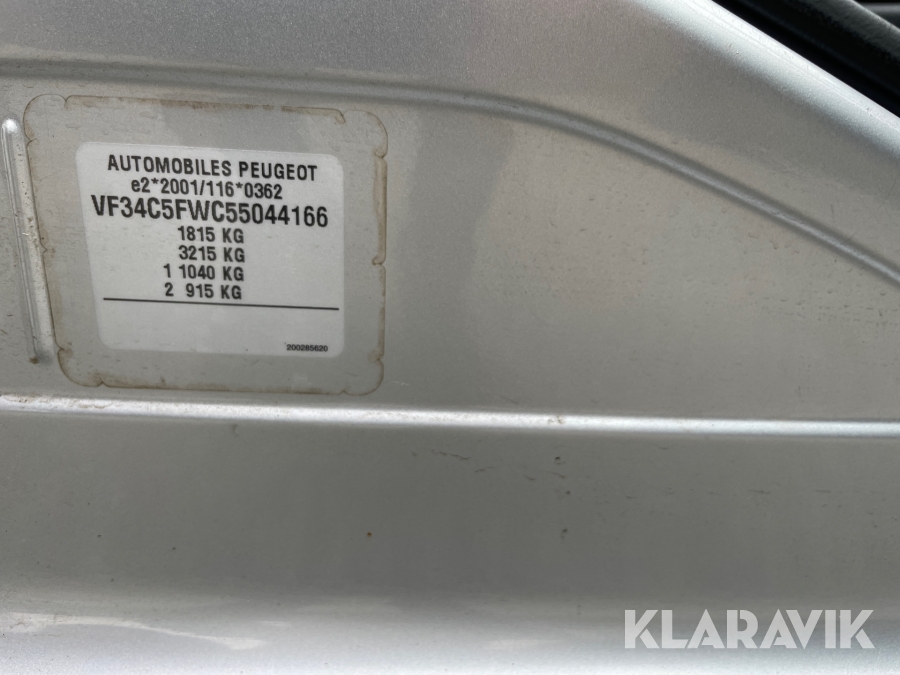 AUTOMOBILES PEUGEOT
e2*2001/116*0362
VF34C5FWC55044166
1815 KG
3215 KG
1 1040 KG
2 915 KG
200285620
KLARAVIK